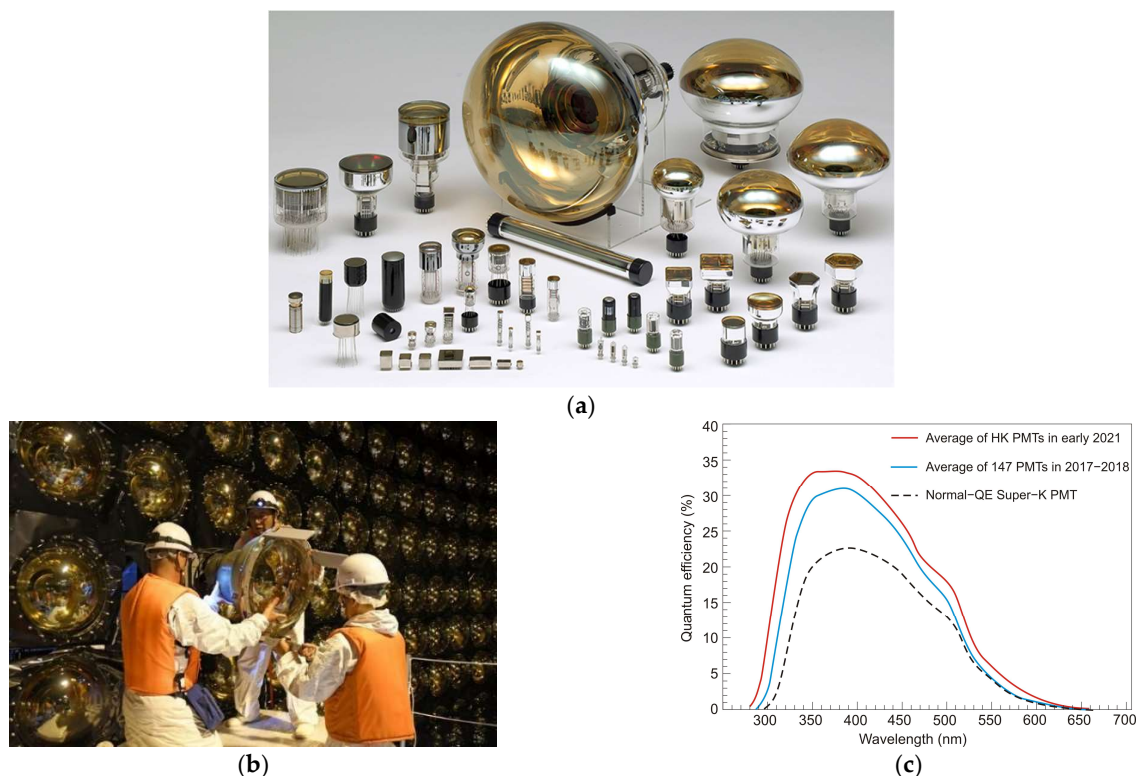 (a)
40
35
30
25
20
15
10
5
0
Quantum efficiency (%)
Average of HK PMTs in early 2021
Average of 147 PMTs in 2017−2018
Normal−QE Super−K PMT
300 350 400 450 500 550 600 650 700
Wavelength (nm)
(b)
(c)